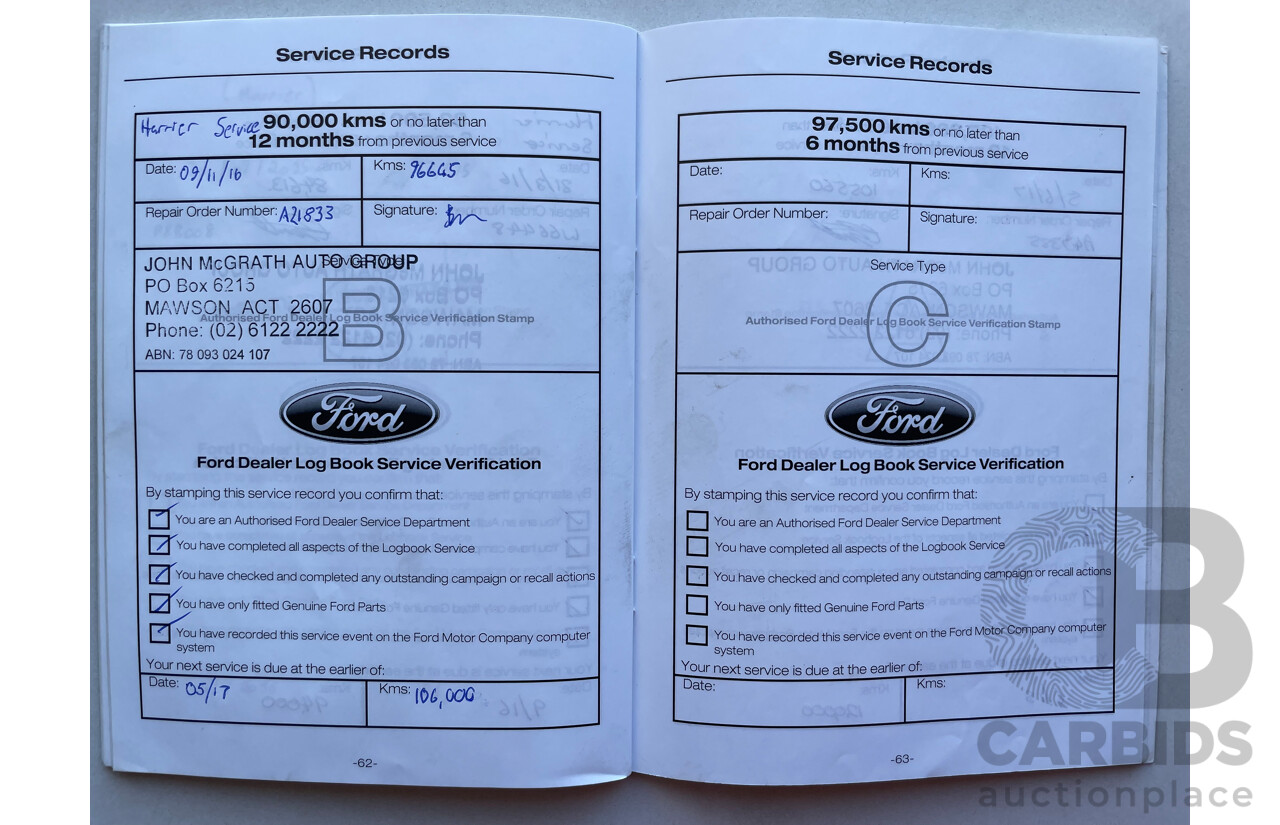 Service Records
Harrier Service 90,000 kms or no later than
12 months from previous service
Date: 09/11/16 Kms: 96645
Repair Order Number: A21833 Signature:
Service Type
JOHN McGRATH AUTO GROUP
PO Box 6215
MAWSON ACT 2607
B
Authorised Ford Dealer Log Book Service Verification Stamp
Phone: (02) 6122 2222
ABN: 78 093 024 107
Ford
Ford Dealer Log Book Service Verification
By stamping this service record you confirm that:
You are an Authorised Ford Dealer Service Department
You have completed all aspects of the Logbook Service
You have checked and completed any outstanding campaign or recall actions
You have only fitted Genuine Ford Parts
You have recorded this service event on the Ford Motor Company computer
system
Your next service is due at the earlier of:
Date: 05/17 Kms: 106,000
-62-
Service Records
97,500 kms or no later than
6 months from previous service
Date: Kms:
Repair Order Number: Signature:
Service Type
C
Authorised Ford Dealer Log Book Service Verification Stamp
Ford
Ford Dealer Log Book Service Verification
By stamping this service record you confirm that:
You are an Authorised Ford Dealer Service Department
You have completed all aspects of the Logbook Service
You have checked and completed any outstanding campaign or recall actions
You have only fitted Genuine Ford Parts
You have recorded this service event on the Ford Motor Company computer
system
Your next service is due at the earlier of:
Date: Kms:
-63-
CB
CARBIDS
auctionplace